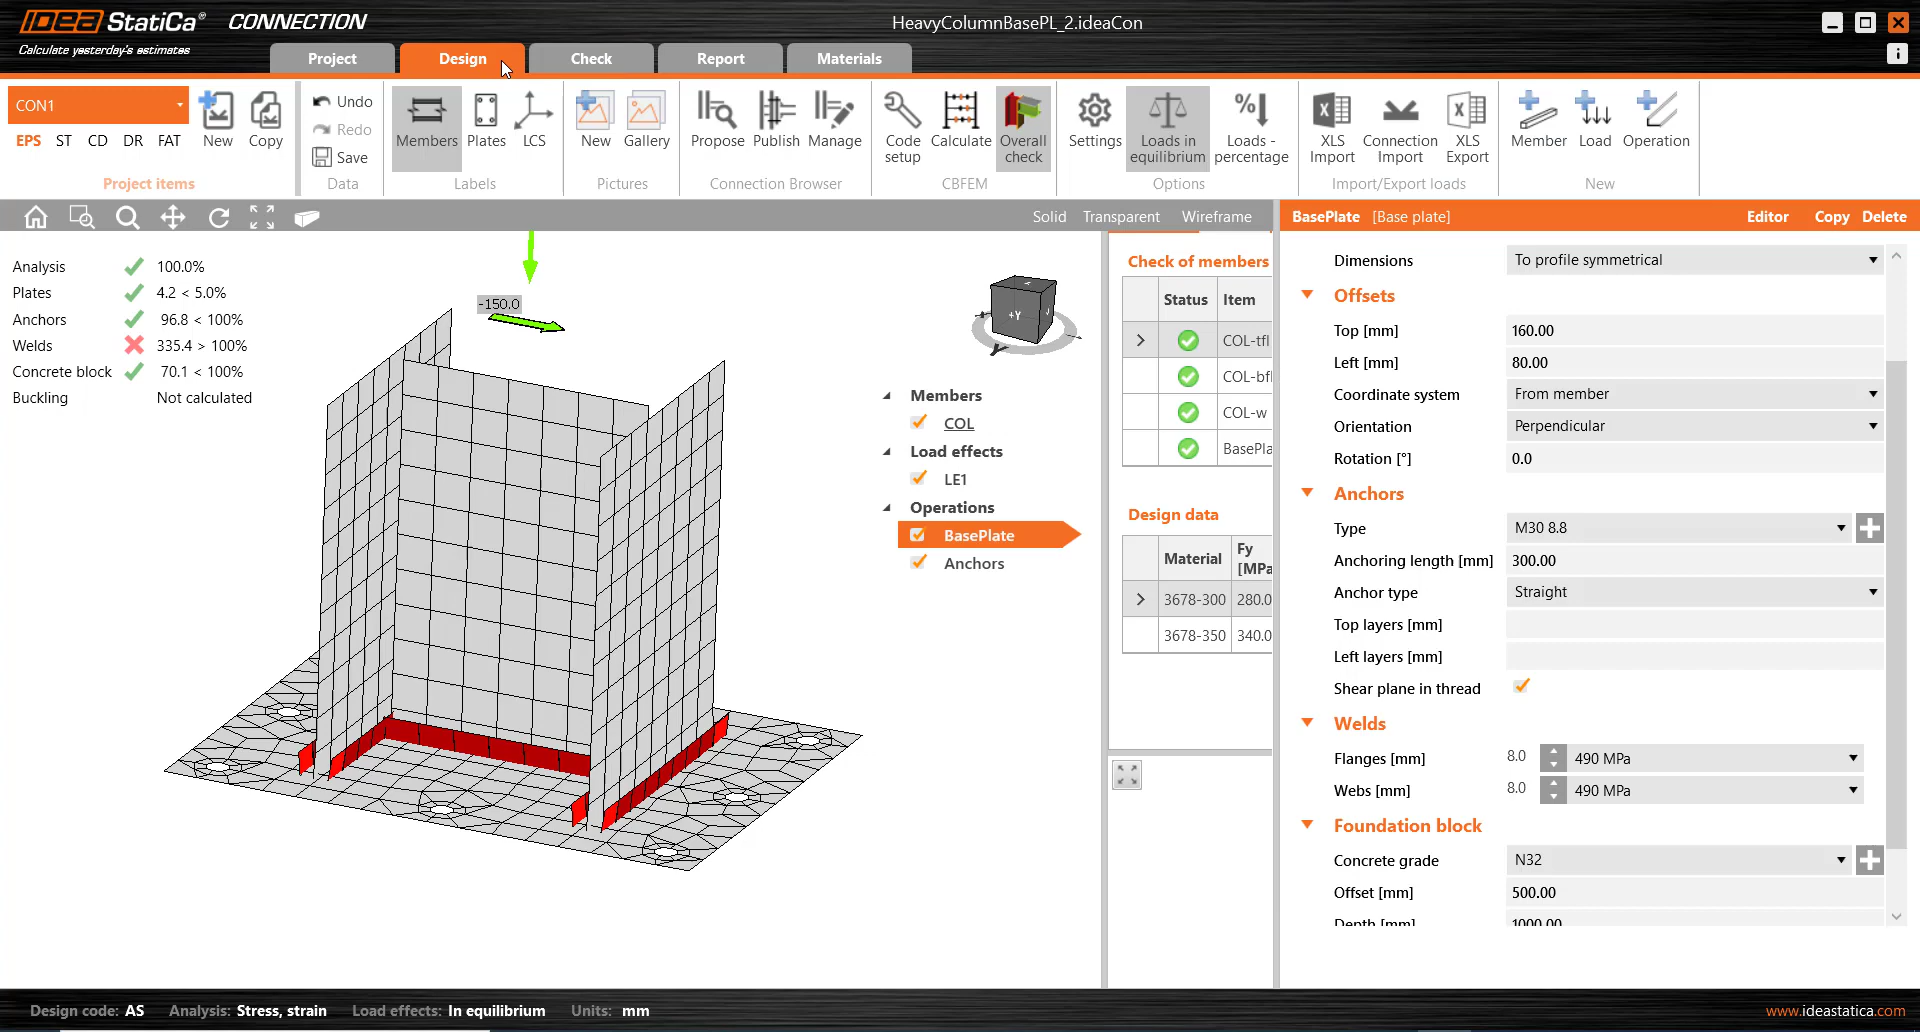 IDEA StatiCa® CONNECTION
Calculate yesterday's estimates
HeavyColumnBasePL_2.ideaCon
Project Design Check Report Materials
CON1
EPS ST CD DR FAT
New Copy
Project items
Undo
Redo
Save
Data
Members Plates LCS
Labels
New Gallery
Pictures
Propose Publish Manage
Connection Browser
Code setup Calculate Overall check
CBFEM
Settings Loads in equilibrium Loads - percentage
Options
XLS Import Connection Import XLS Export
Import/Export loads
Member Load Operation
New
Solid Transparent Wireframe
BasePlate [Base plate] Editor Copy Delete
Analysis 100.0%
Plates 4.2 < 5.0%
Anchors 96.8 < 100%
Welds 335.4 > 100%
Concrete block 70.1 < 100%
Buckling Not calculated
-150.0
+Y
Members
COL
Load effects
LE1
Operations
BasePlate
Anchors
Check of members
Status Item
COL-tfl
COL-bfl
COL-w
BasePla
Design data
Material Fy [MPa
3678-300 280.0
3678-350 340.0
Dimensions To profile symmetrical
Offsets
Top [mm] 160.00
Left [mm] 80.00
Coordinate system From member
Orientation Perpendicular
Rotation [°] 0.0
Anchors
Type M30 8.8
Anchoring length [mm] 300.00
Anchor type Straight
Top layers [mm]
Left layers [mm]
Shear plane in thread
Welds
Flanges [mm] 8.0 490 MPa
Webs [mm] 8.0 490 MPa
Foundation block
Concrete grade N32
Offset [mm] 500.00
Depth [mm] 1000.00
Design code: AS Analysis: Stress, strain Load effects: In equilibrium Units: mm
www.ideastatica.com